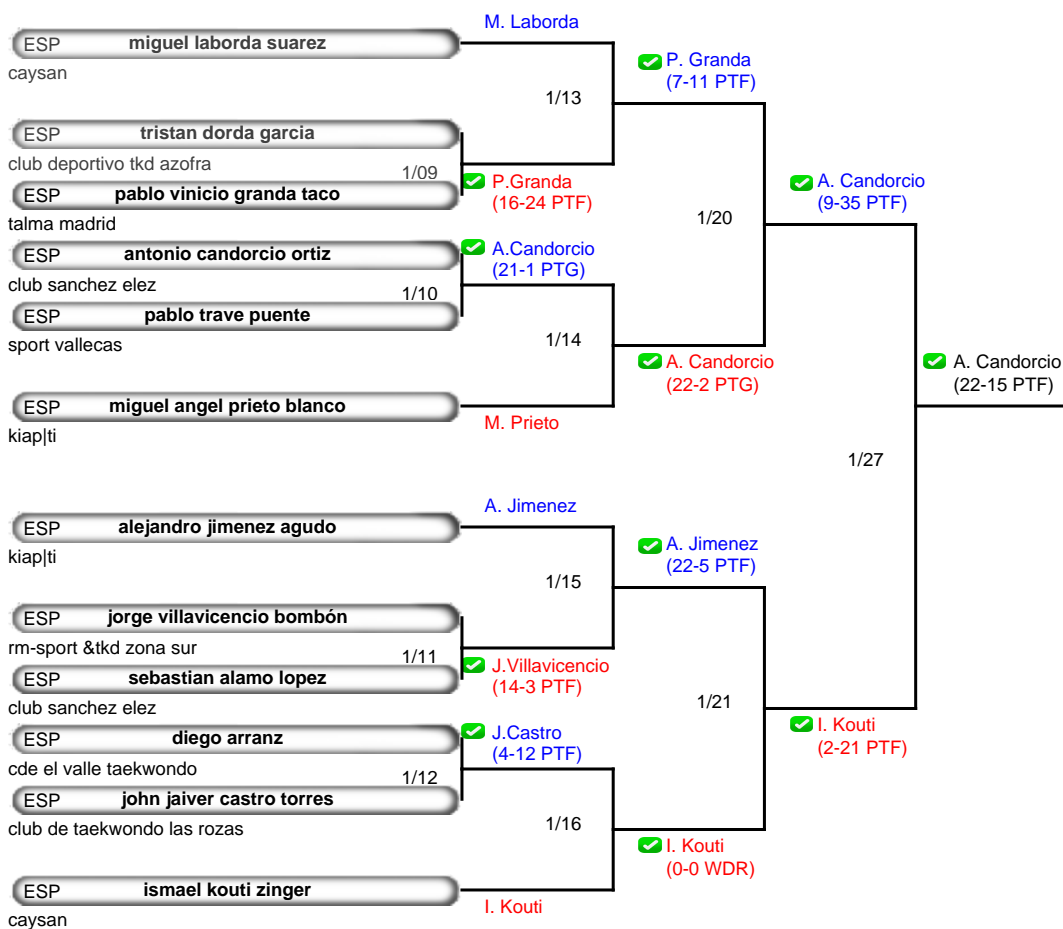 M. Laborda
ESP miguel laborda suarez
caysan
P. Granda
(7-11 PTF)
1/13
ESP tristan dorda garcia
club deportivo tkd azofra
1/09
P.Granda
(16-24 PTF)
ESP pablo vinicio granda taco
talma madrid
A. Candorcio
(9-35 PTF)
1/20
ESP antonio candorcio ortiz
club sanchez elez
A.Candorcio
(21-1 PTG)
1/10
ESP pablo trave puente
sport vallecas
1/14
A. Candorcio
(22-2 PTG)
A. Candorcio
(22-15 PTF)
ESP miguel angel prieto blanco
kiap|ti
M. Prieto
1/27
A. Jimenez
ESP alejandro jimenez agudo
kiap|ti
A. Jimenez
(22-5 PTF)
1/15
ESP jorge villavicencio bombón
rm-sport &tkd zona sur
1/11
J.Villavicencio
(14-3 PTF)
ESP sebastian alamo lopez
club sanchez elez
1/21
I. Kouti
(2-21 PTF)
ESP diego arranz
cde el valle taekwondo
J.Castro
(4-12 PTF)
1/12
ESP john jaiver castro torres
club de taekwondo las rozas
1/16
I. Kouti
(0-0 WDR)
ESP ismael kouti zinger
caysan
I. Kouti